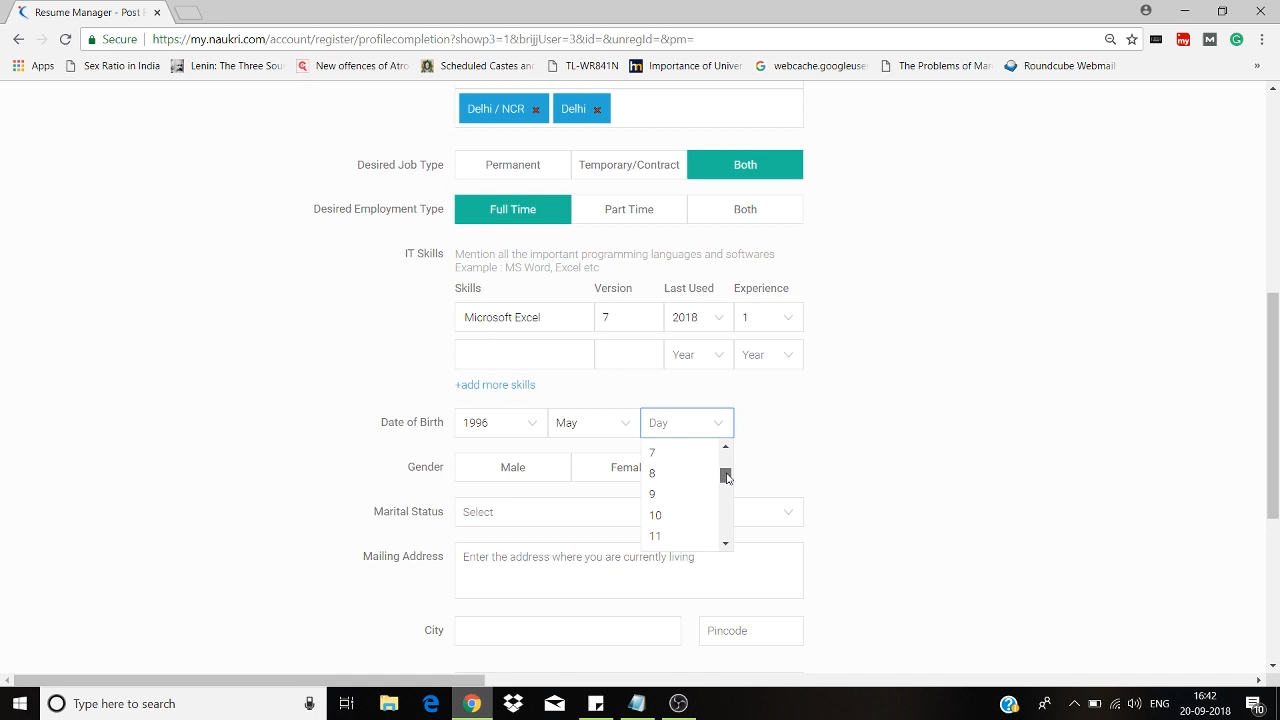 Resume Manager - Post F
Secure
https://my.naukri.com/account/register/profilecompletion?showp3=1&brijjUser=3&id=&unregId=&pm=
Apps
Sex Ratio in India
Lenin: The Three Sou
New offences of Atro
Scheduled Castes an
TL-WR841N
Importance of Univer
webcache.googleuse
The Problems of Mar
Roundcube Webmail
»
Delhi / NCR
Delhi
Desired Job Type
Permanent
Temporary/Contract
Both
Desired Employment Type
Full Time
Part Time
Both
IT Skills
Mention all the important programming languages and softwares
Example : MS Word, Excel etc
Skills
Version
Last Used
Experience
Microsoft Excel
7
2018
1
Year
Year
+add more skills
Date of Birth
1996
May
Day
7
8
9
10
11
Gender
Male
Femal
Marital Status
Select
Mailing Address
Enter the address where you are currently living
City
Pincode
Type here to search
ENG
16:42
20-09-2018